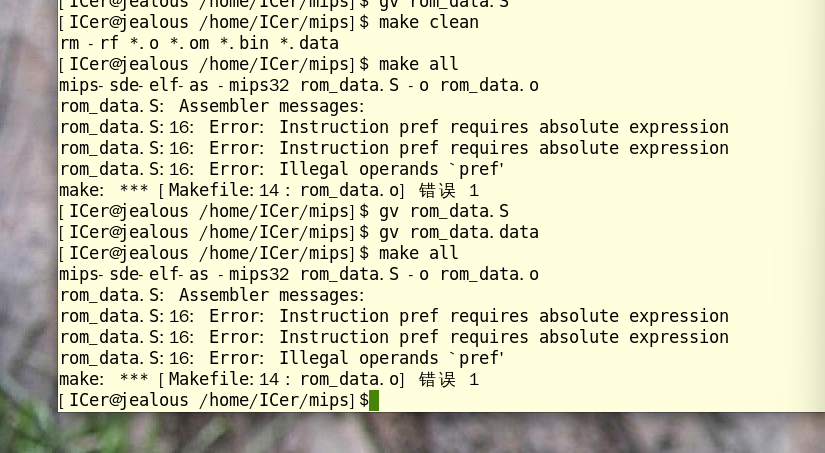 [ICer@jealous /home/ICer/mips]$ gv rom_data.S
[ICer@jealous /home/ICer/mips]$ make clean
rm -rf *.o *.om *.bin *.data
[ICer@jealous /home/ICer/mips]$ make all
mips-sde-elf-as -mips32 rom_data.S -o rom_data.o
rom_data.S: Assembler messages:
rom_data.S:16: Error: Instruction pref requires absolute expression
rom_data.S:16: Error: Instruction pref requires absolute expression
rom_data.S:16: Error: Illegal operands `pref'
make: *** [Makefile:14：rom_data.o] 错误 1
[ICer@jealous /home/ICer/mips]$ gv rom_data.S
[ICer@jealous /home/ICer/mips]$ gv rom_data.data
[ICer@jealous /home/ICer/mips]$ make all
mips-sde-elf-as -mips32 rom_data.S -o rom_data.o
rom_data.S: Assembler messages:
rom_data.S:16: Error: Instruction pref requires absolute expression
rom_data.S:16: Error: Instruction pref requires absolute expression
rom_data.S:16: Error: Illegal operands `pref'
make: *** [Makefile:14：rom_data.o] 错误 1
[ICer@jealous /home/ICer/mips]$